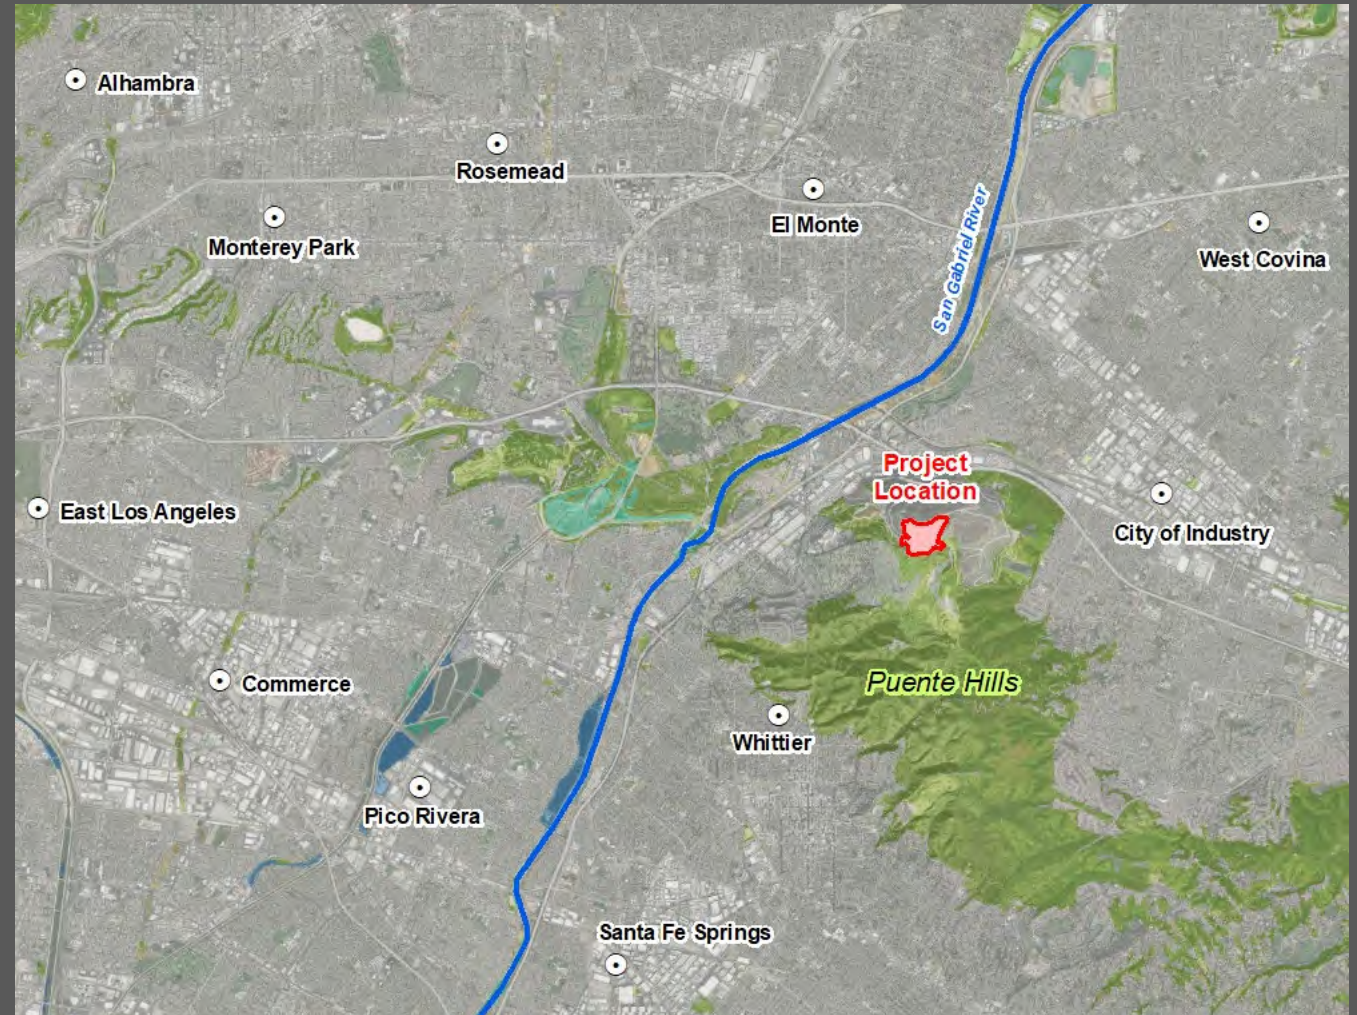 Alhambra
Rosemead
El Monte
Monterey Park
West Covina
San Gabriel River
Project
Location
East Los Angeles
City of Industry
Commerce
Puente Hills
Whittier
Pico Rivera
Santa Fe Springs